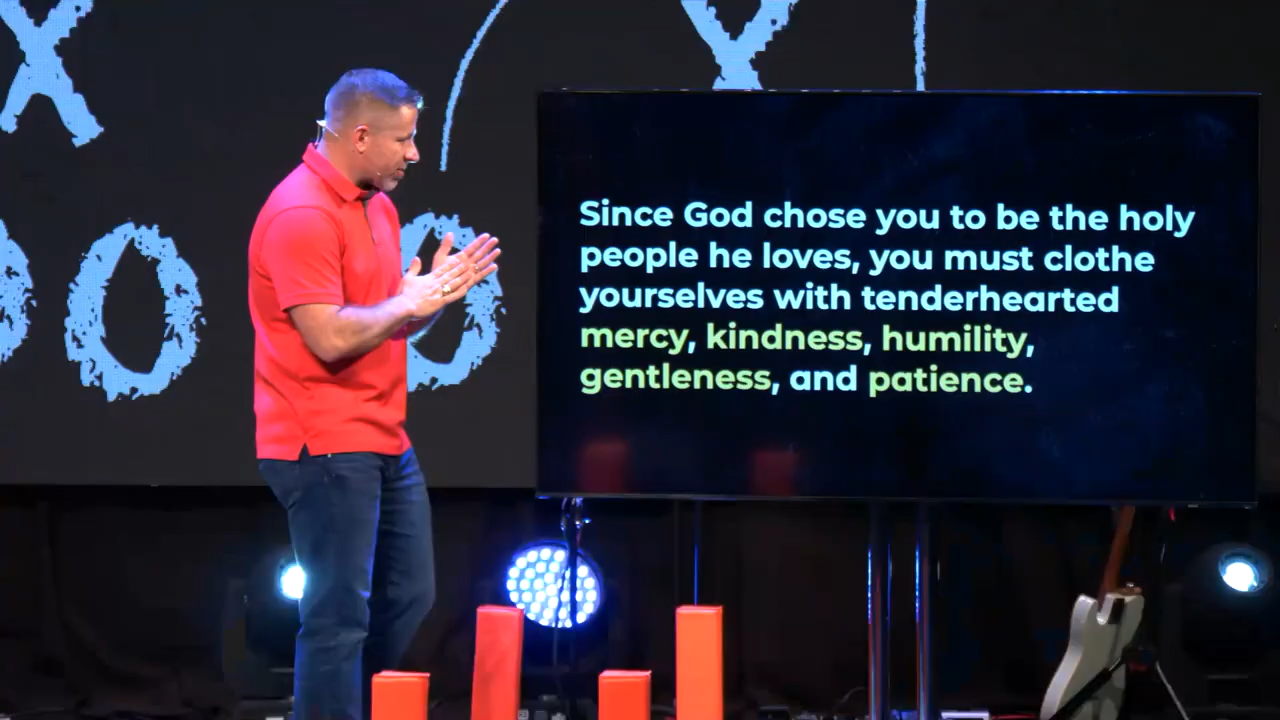 Since God chose you to be the holy
people he loves, you must clothe
yourselves with tenderhearted
mercy, kindness, humility,
gentleness, and patience.